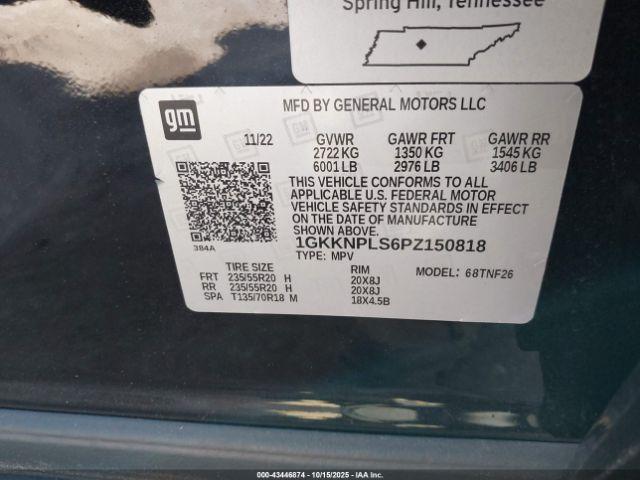 Spring Hill, Tennessee
gm
MFD BY GENERAL MOTORS LLC
11/22 GVWR GAWR FRT GAWR RR
2722 KG 1350 KG 1545 KG
6001 LB 2976 LB 3406 LB
THIS VEHICLE CONFORMS TO ALL
APPLICABLE U.S. FEDERAL MOTOR
VEHICLE SAFETY STANDARDS IN EFFECT
ON THE DATE OF MANUFACTURE
SHOWN ABOVE.
384A
1GKKNPLS6PZ150818
TYPE: MPV
MODEL: 68TNF26
TIRE SIZE RIM
FRT 235/55R20 H 20X8J
RR 235/55R20 H 20X8J
SPA T135/70R18 M 18X4.5B
000-43446874 - 10/15/2025 - COPYRIGHT IAA, LLC.